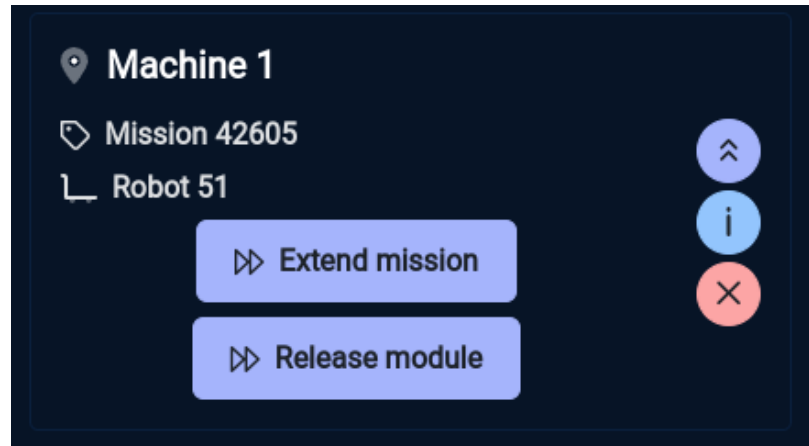 Machine 1
Mission 42605
Robot 51
Extend mission
Release module